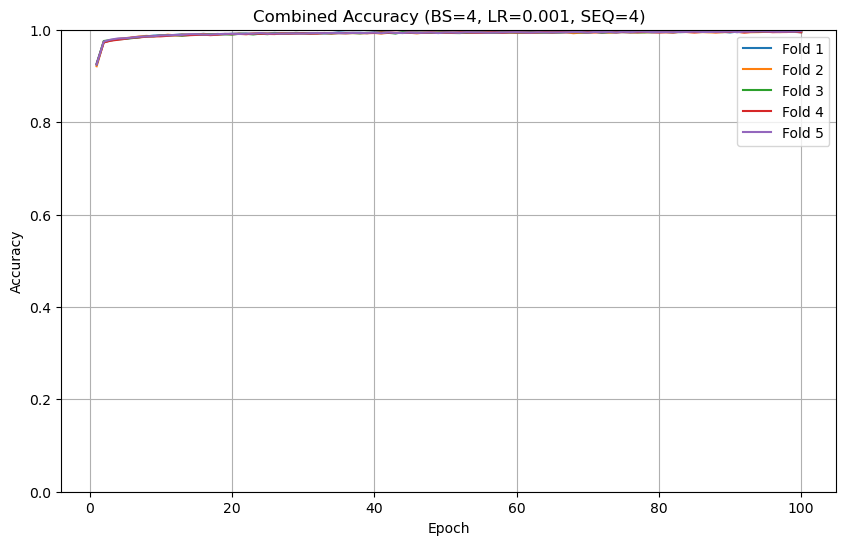 Combined Accuracy (BS=4, LR=0.001, SEQ=4)
1.0
0.8
0.6
0.4
0.2
0.0
Accuracy
Fold 1
Fold 2
Fold 3
Fold 4
Fold 5
0 20 40 60 80 100
Epoch